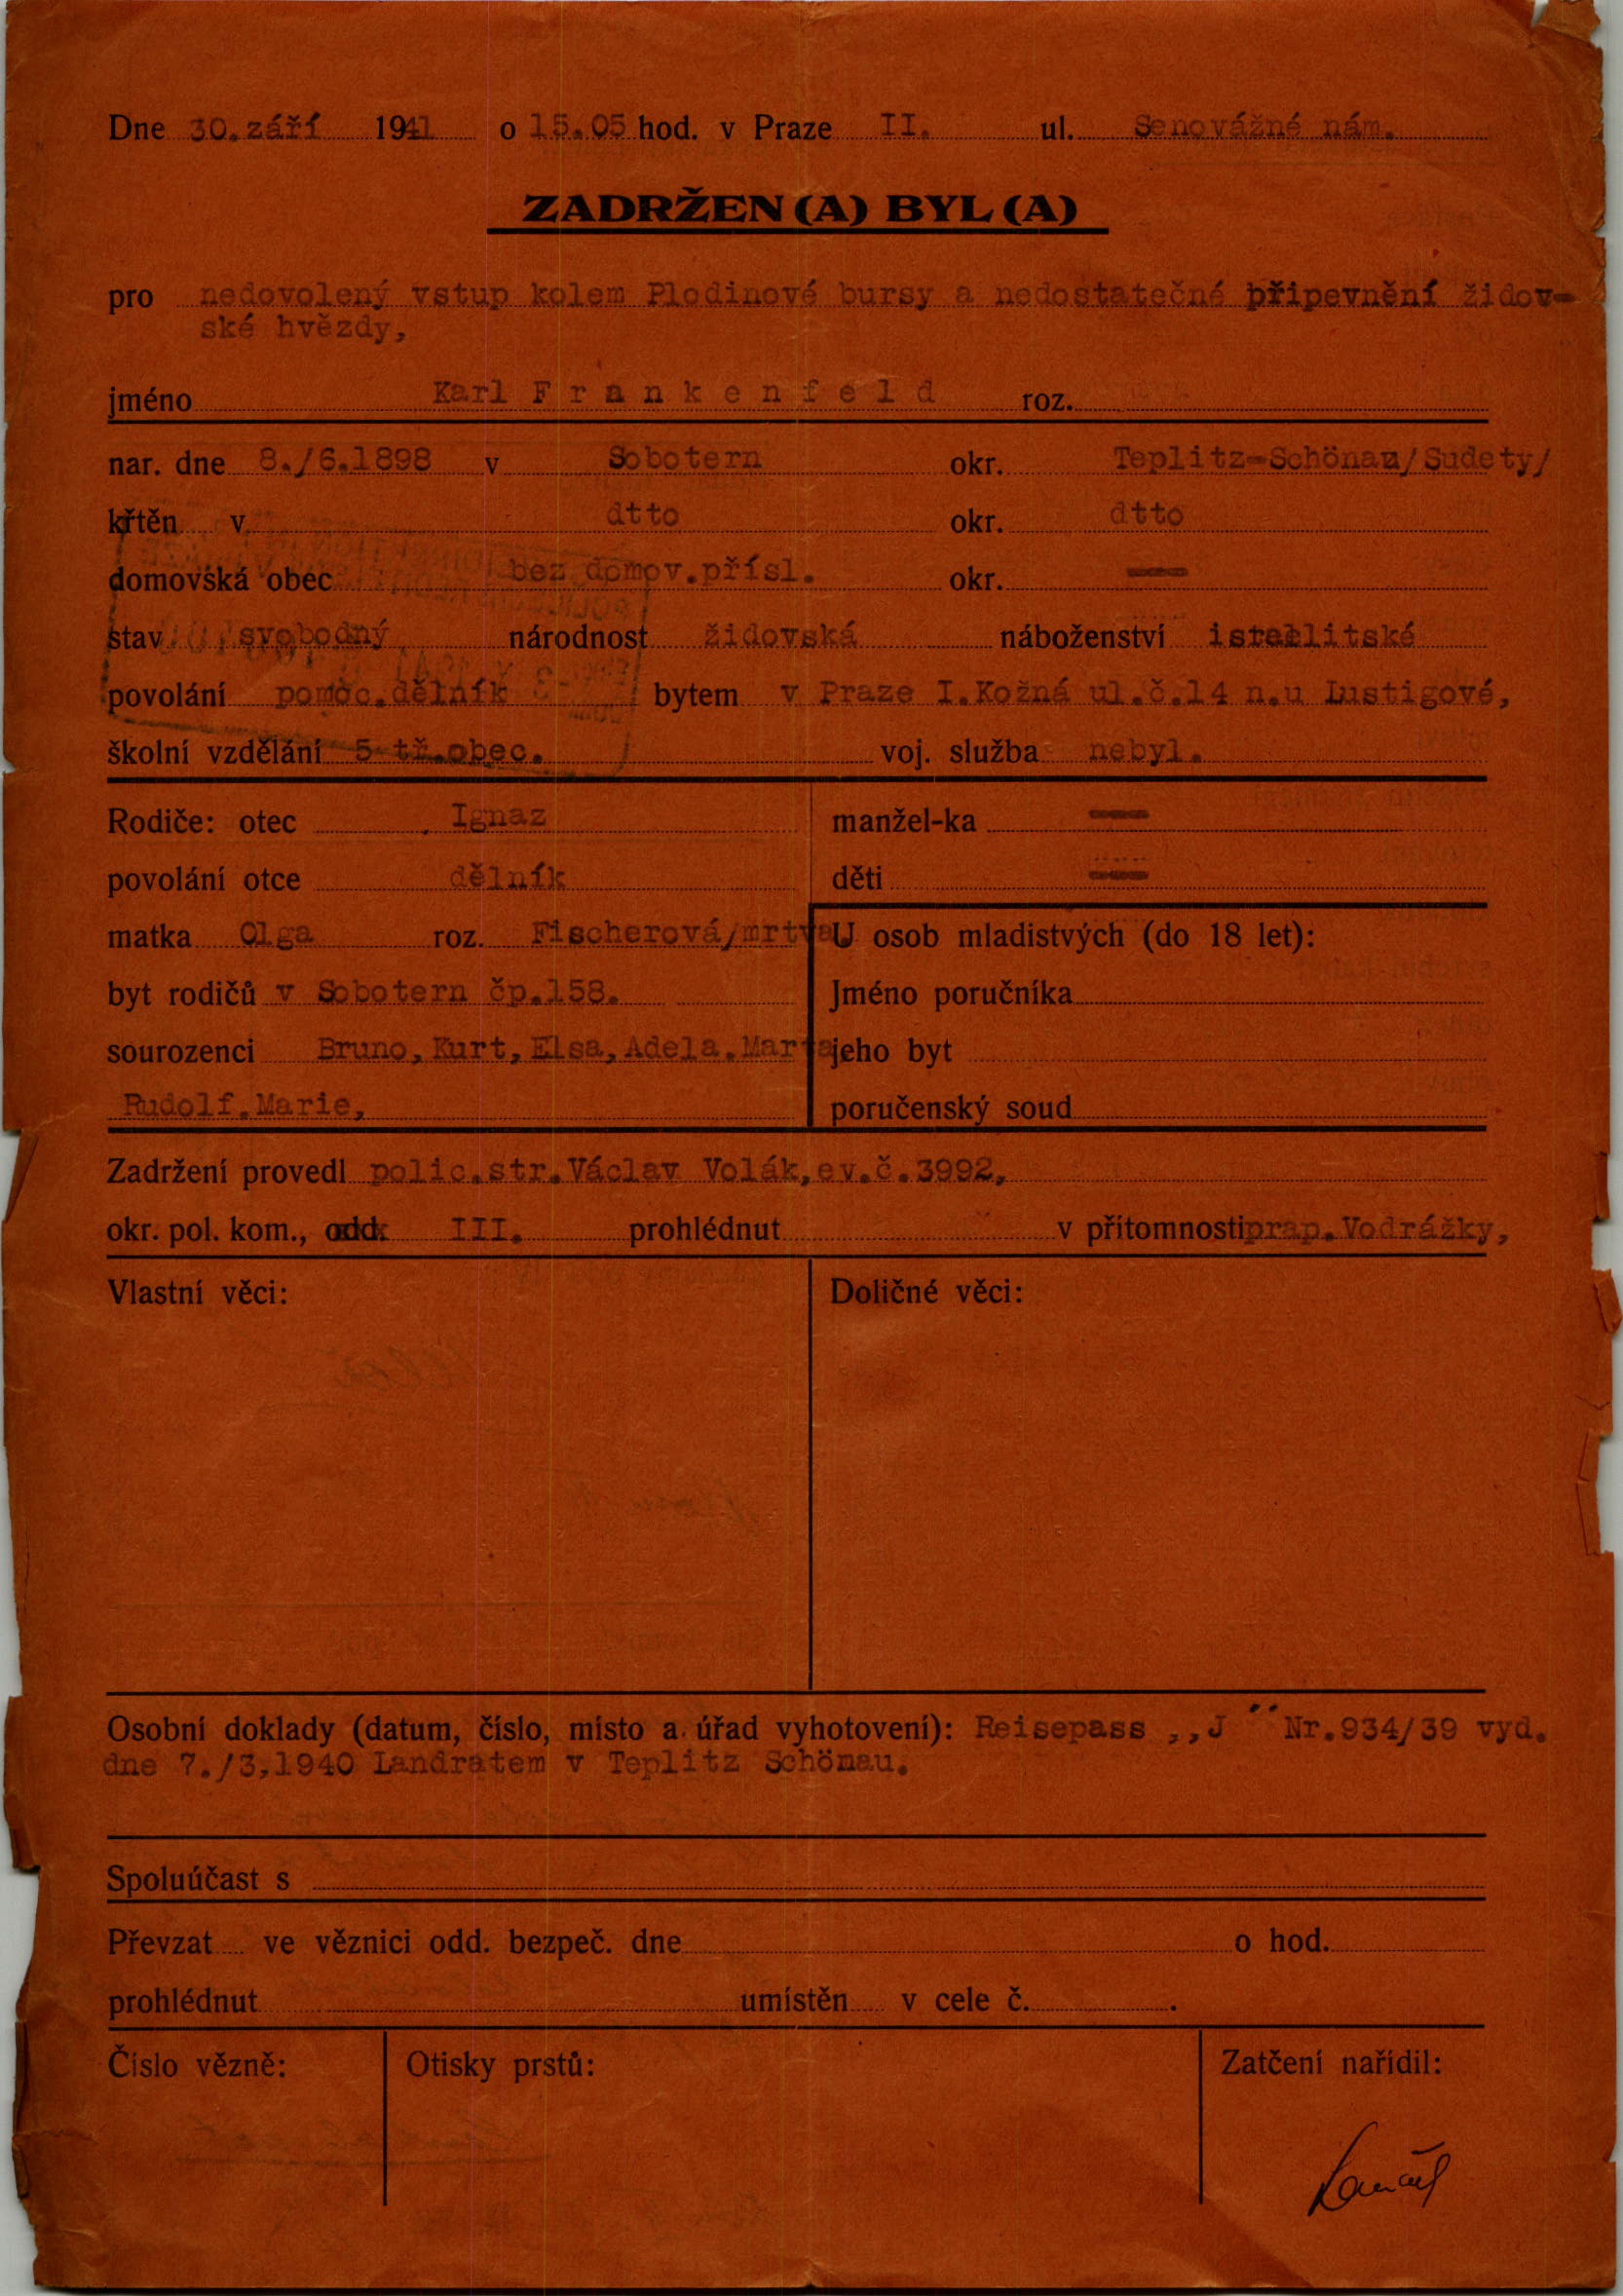 Dne 30.září 1941 o 15.05 hod. v Praze II. ul. Senovážné nám.
ZADRŽEN(A) BYL(A)
pro nedovolený vstup kolem Plodinové bursy a nedostatečné připevnění židov-
ské hvězdy,
jméno Karl F r a n k e n f e l d roz.
nar. dne 8./6.1898 v Sobotern okr. Teplitz-Schönau/Sudety/
křtěn v dtto okr. dtto
domovská obec bez domov.přísl. okr. —
stav svobodný národnost židovská náboženství israelitské
povolání pomoc.dělník bytem v Praze I.Kožná ul.č.14 n.u Lustigové,
školní vzdělání 5 tř.obec. voj. služba nebyl.
Rodiče: otec Ignaz manžel-ka —
povolání otce dělník děti —
matka Olga roz. Fischerová/mrtva U osob mladistvých (do 18 let):
byt rodičů v Sobotern čp.158. Jméno poručníka
sourozenci Bruno, Kurt, Elsa, Adela.Marta jeho byt
Rudolf.Marie, poručenský soud
Zadržení provedl polic.str.Václav Volák,ev.č.3992,
okr. pol. kom., odd. III. prohlédnut v přítomnosti prap.Vodrážky,
Vlastní věci: Doličné věci:
Osobní doklady (datum, číslo, místo a úřad vyhotovení): Reisepass ,,J´´ Nr.934/39 vyd.
dne 7./3,1940 Landratem v Teplitz Schönau.
Spoluúčast s
Převzat ve věznici odd. bezpeč. dne o hod.
prohlédnut umístěn v cele č. .
Číslo vězně: Otisky prstů: Zatčení nařídil: